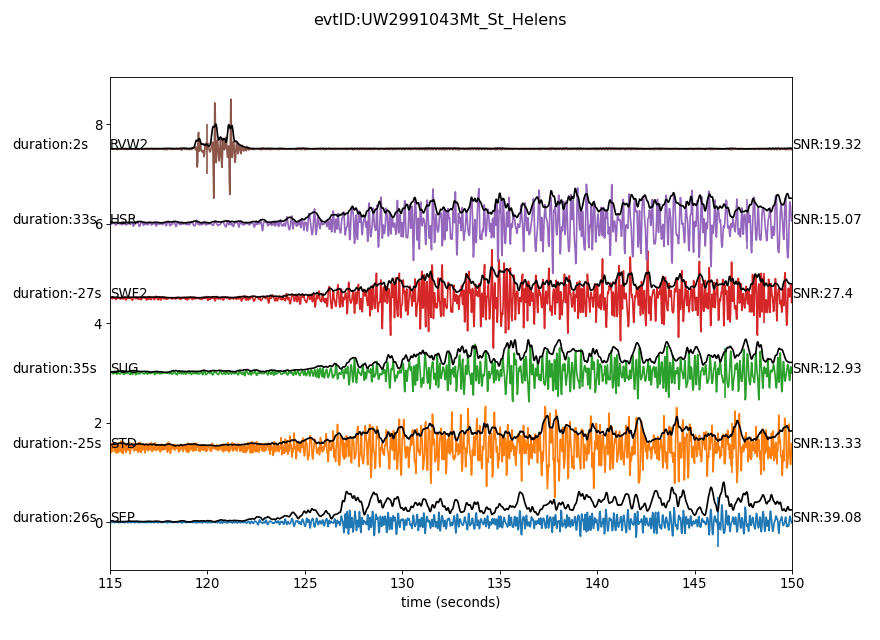 evtID:UW2991043Mt_St_Helens
8
duration:2s RVW2 SNR:19.32
duration:33s HSR SNR:15.07
6
duration:-27s SWF2 SNR:27.4
4
duration:35s SUG SNR:12.93
2
duration:-25s STD SNR:13.33
duration:26s SEP SNR:39.08
0
115 120 125 130 135 140 145 150
time (seconds)